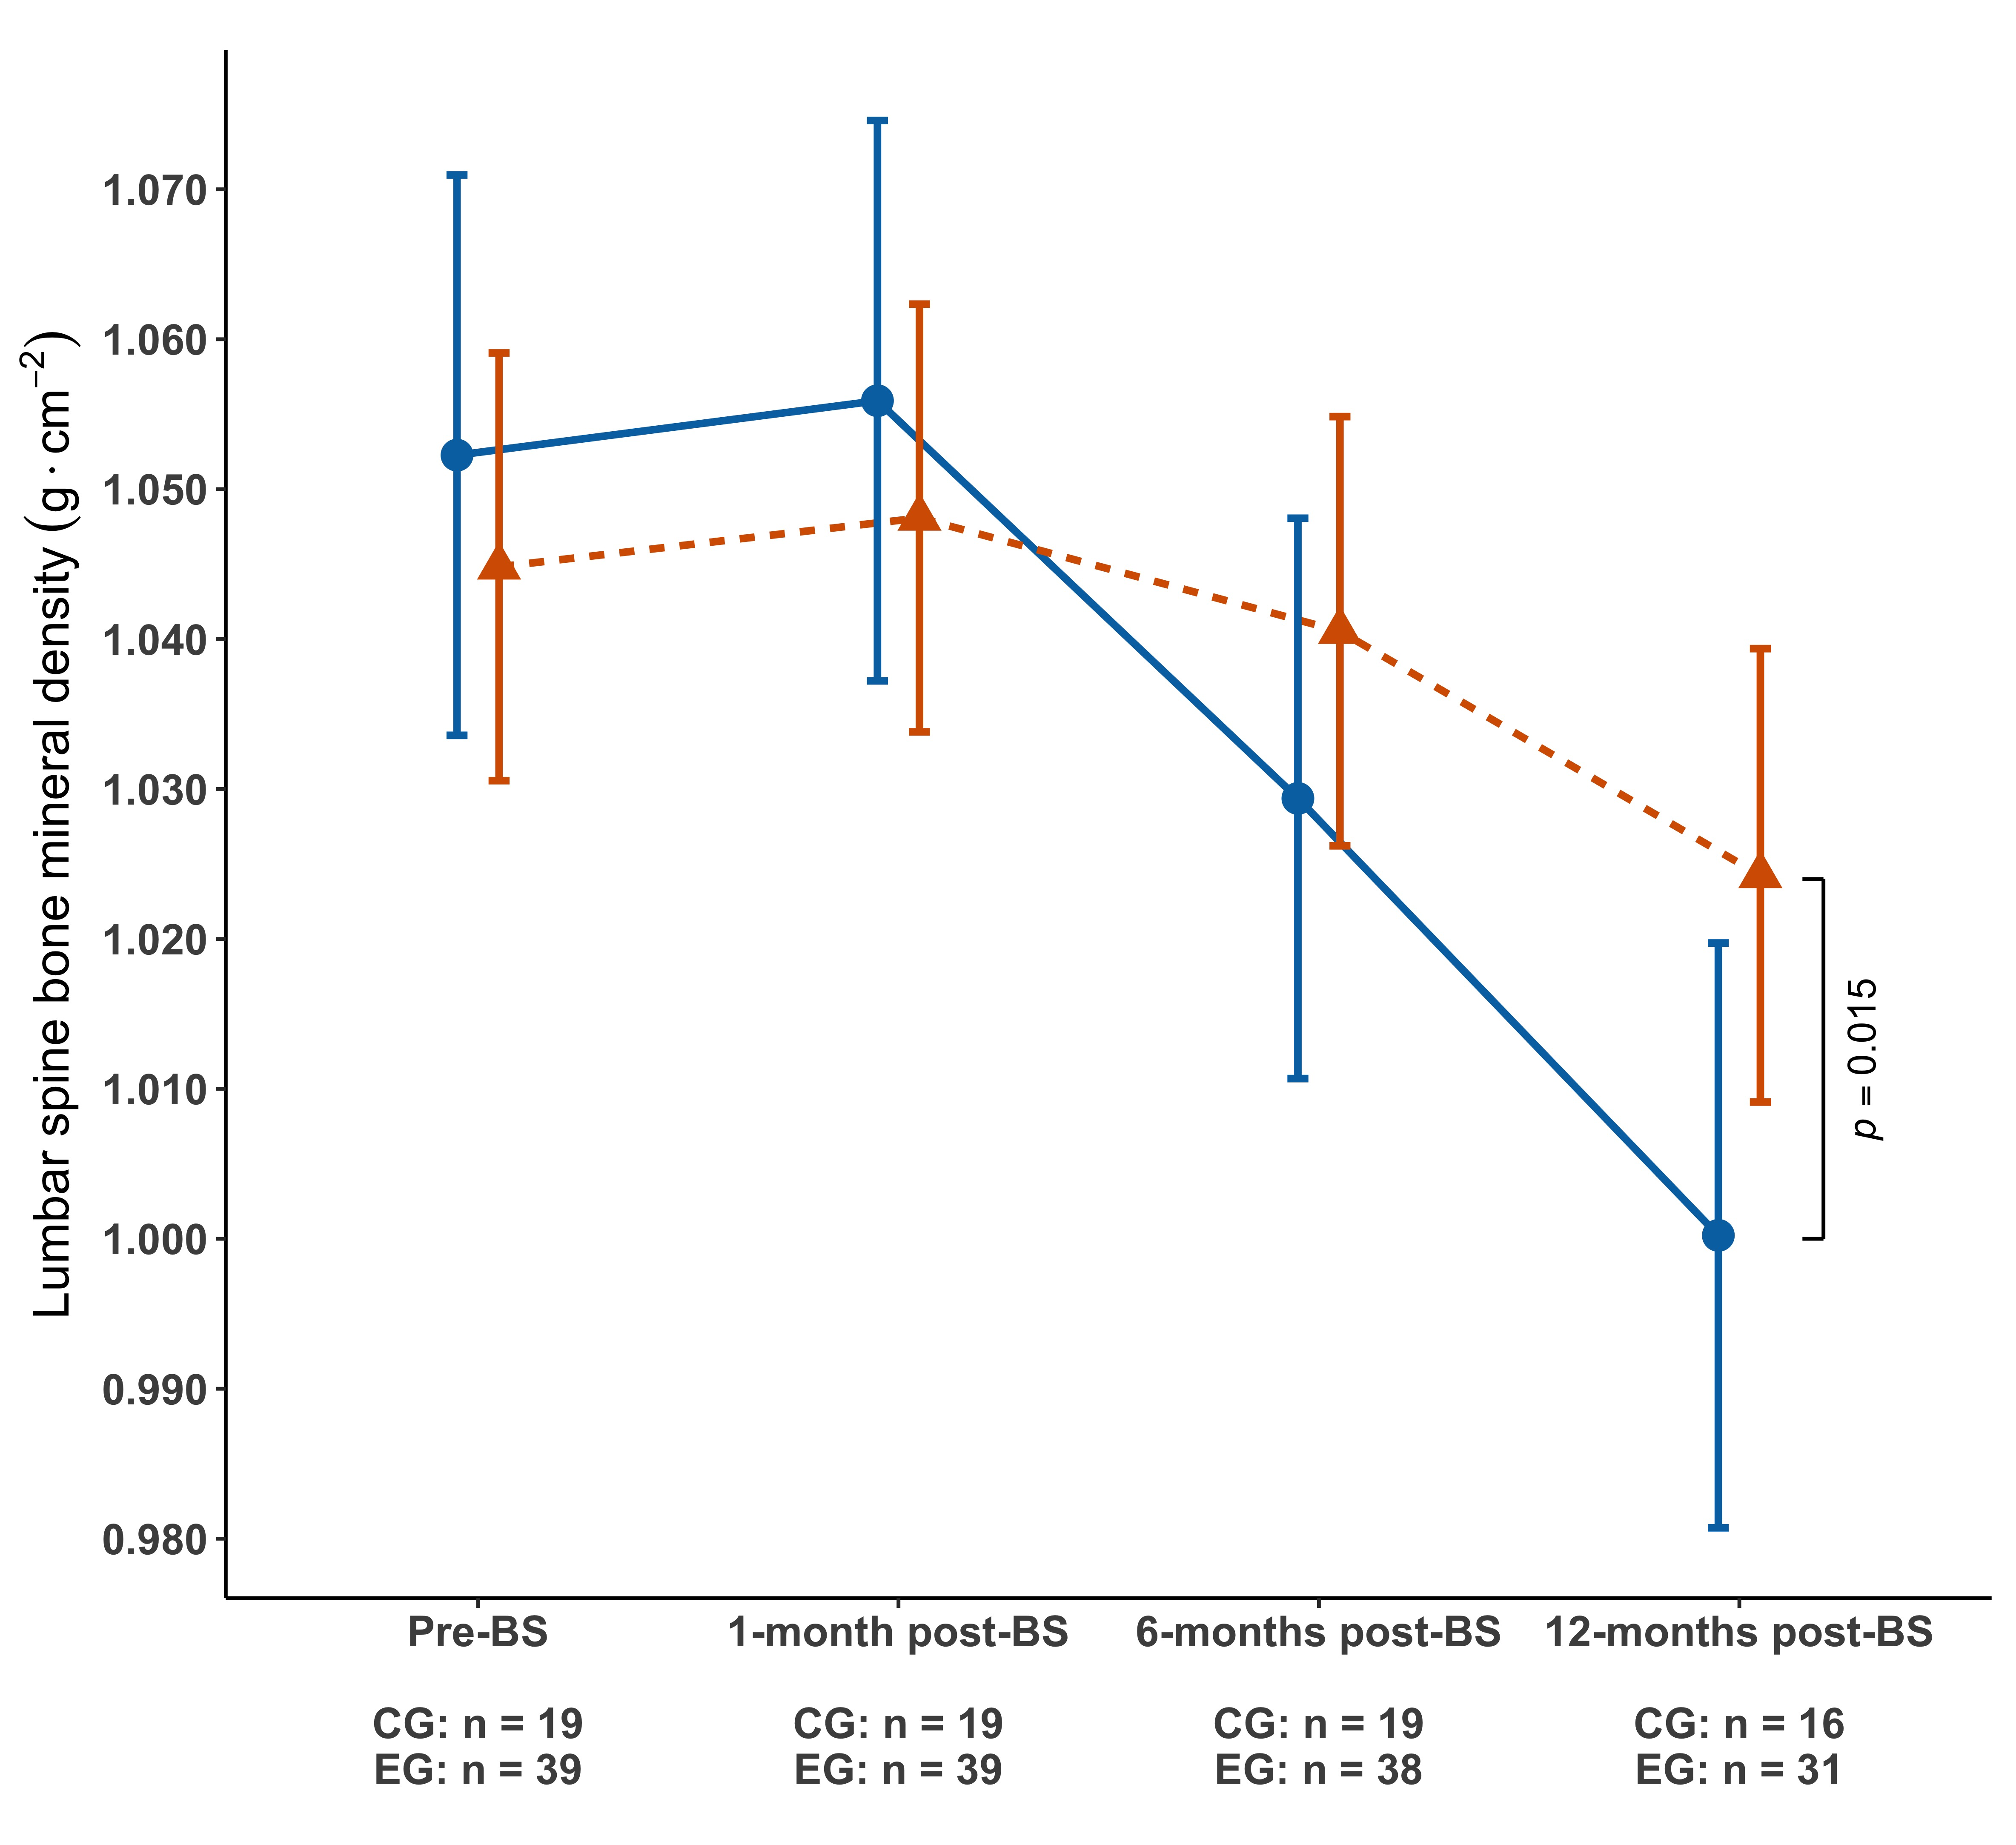 Lumbar spine bone mineral density (g · cm⁻²)
1.070
1.060
1.050
1.040
1.030
1.020
1.010
1.000
0.990
0.980
p = 0.015
Pre-BS
1-month post-BS
6-months post-BS
12-months post-BS
CG: n = 19
EG: n = 39
CG: n = 19
EG: n = 39
CG: n = 19
EG: n = 38
CG: n = 16
EG: n = 31